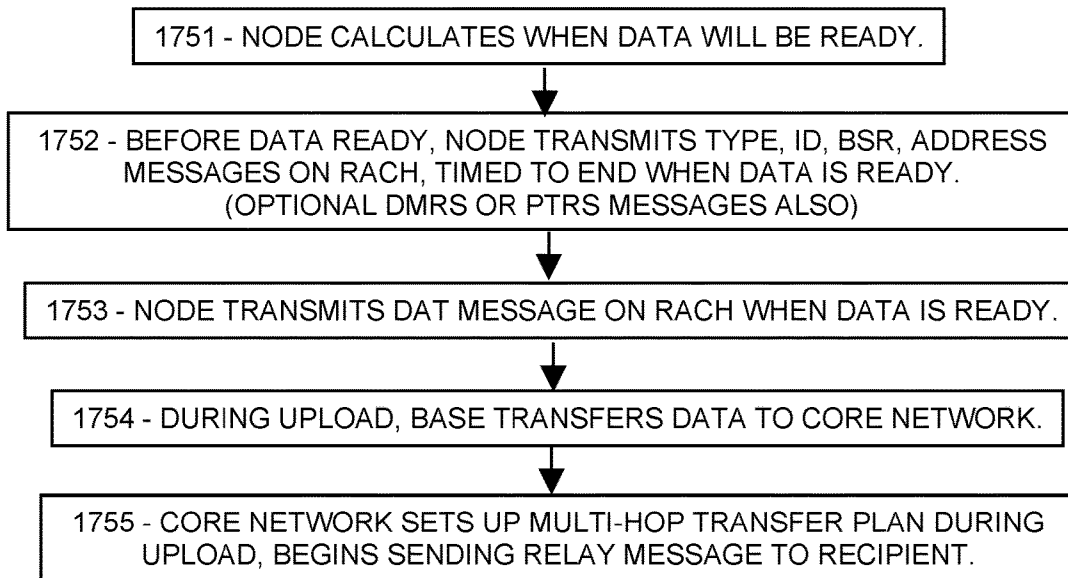 1751 - NODE CALCULATES WHEN DATA WILL BE READY.
1752 - BEFORE DATA READY, NODE TRANSMITS TYPE, ID, BSR, ADDRESS
MESSAGES ON RACH, TIMED TO END WHEN DATA IS READY.
(OPTIONAL DMRS OR PTRS MESSAGES ALSO)
1753 - NODE TRANSMITS DAT MESSAGE ON RACH WHEN DATA IS READY.
1754 - DURING UPLOAD, BASE TRANSFERS DATA TO CORE NETWORK.
1755 - CORE NETWORK SETS UP MULTI-HOP TRANSFER PLAN DURING
UPLOAD, BEGINS SENDING RELAY MESSAGE TO RECIPIENT.